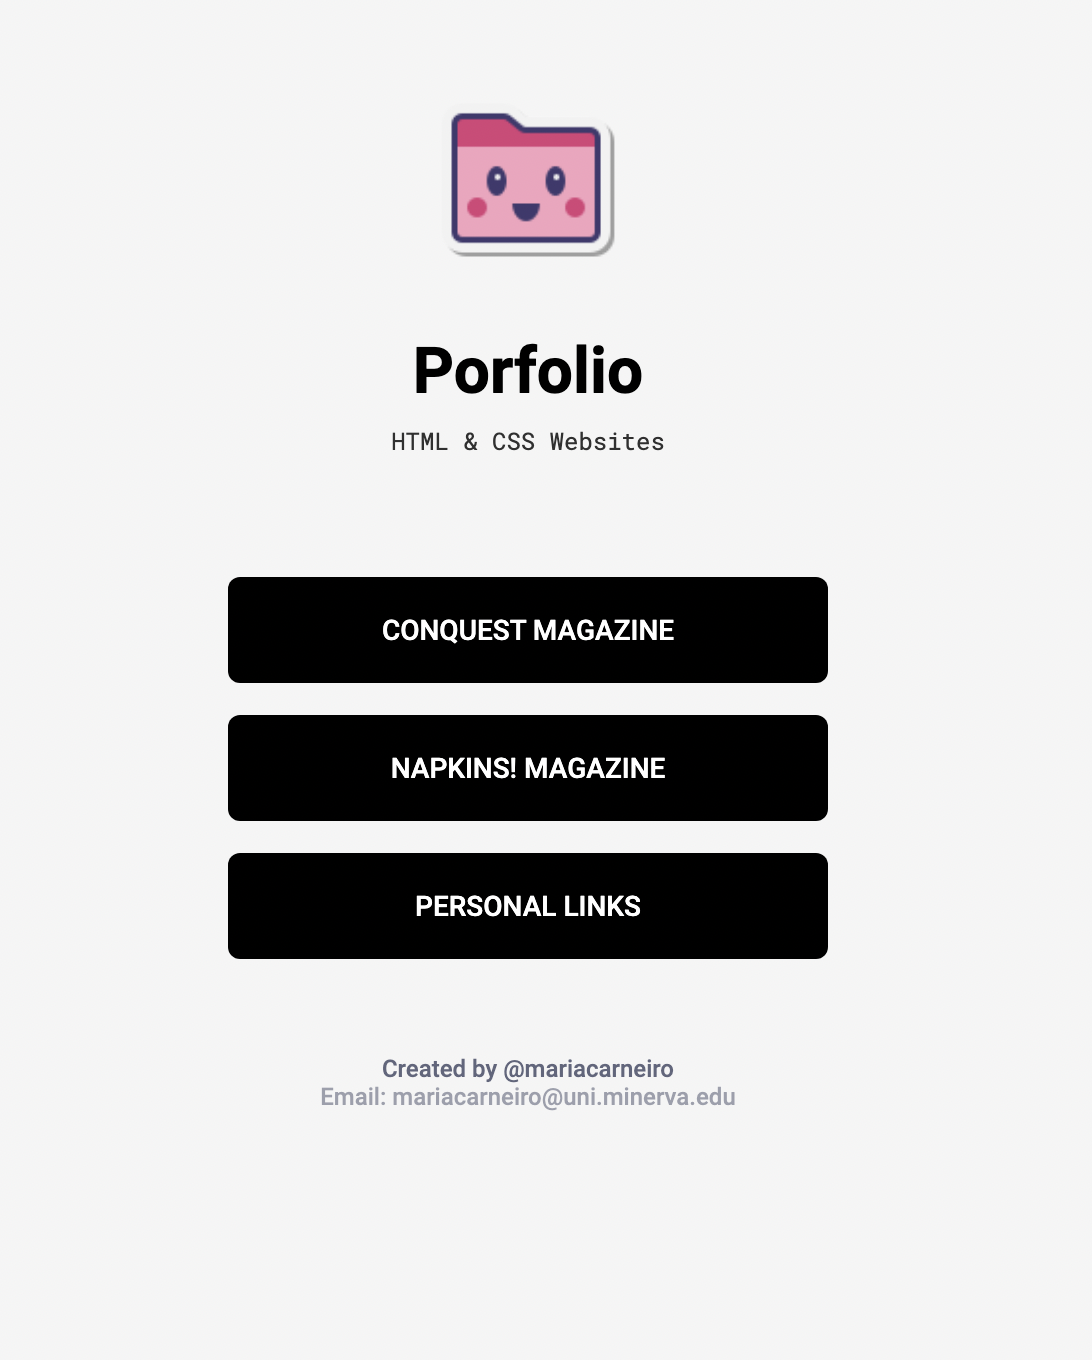 Porfolio
HTML & CSS Websites
CONQUEST MAGAZINE
NAPKINS! MAGAZINE
PERSONAL LINKS
Created by @mariacarneiro
Email: mariacarneiro@uni.minerva.edu